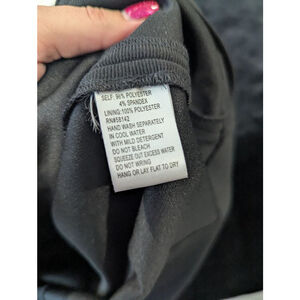 SELF: 96% POLYESTER
4% SPANDEX
LINING:100% POLYESTER
RN#58142
HAND WASH SEPARATELY
IN COOL WATER
WITH MILD DETERGENT
DO NOT BLEACH
SQUEEZE OUT EXCESS WATER
DO NOT WRING
HANG OR LAY FLAT TO DRY